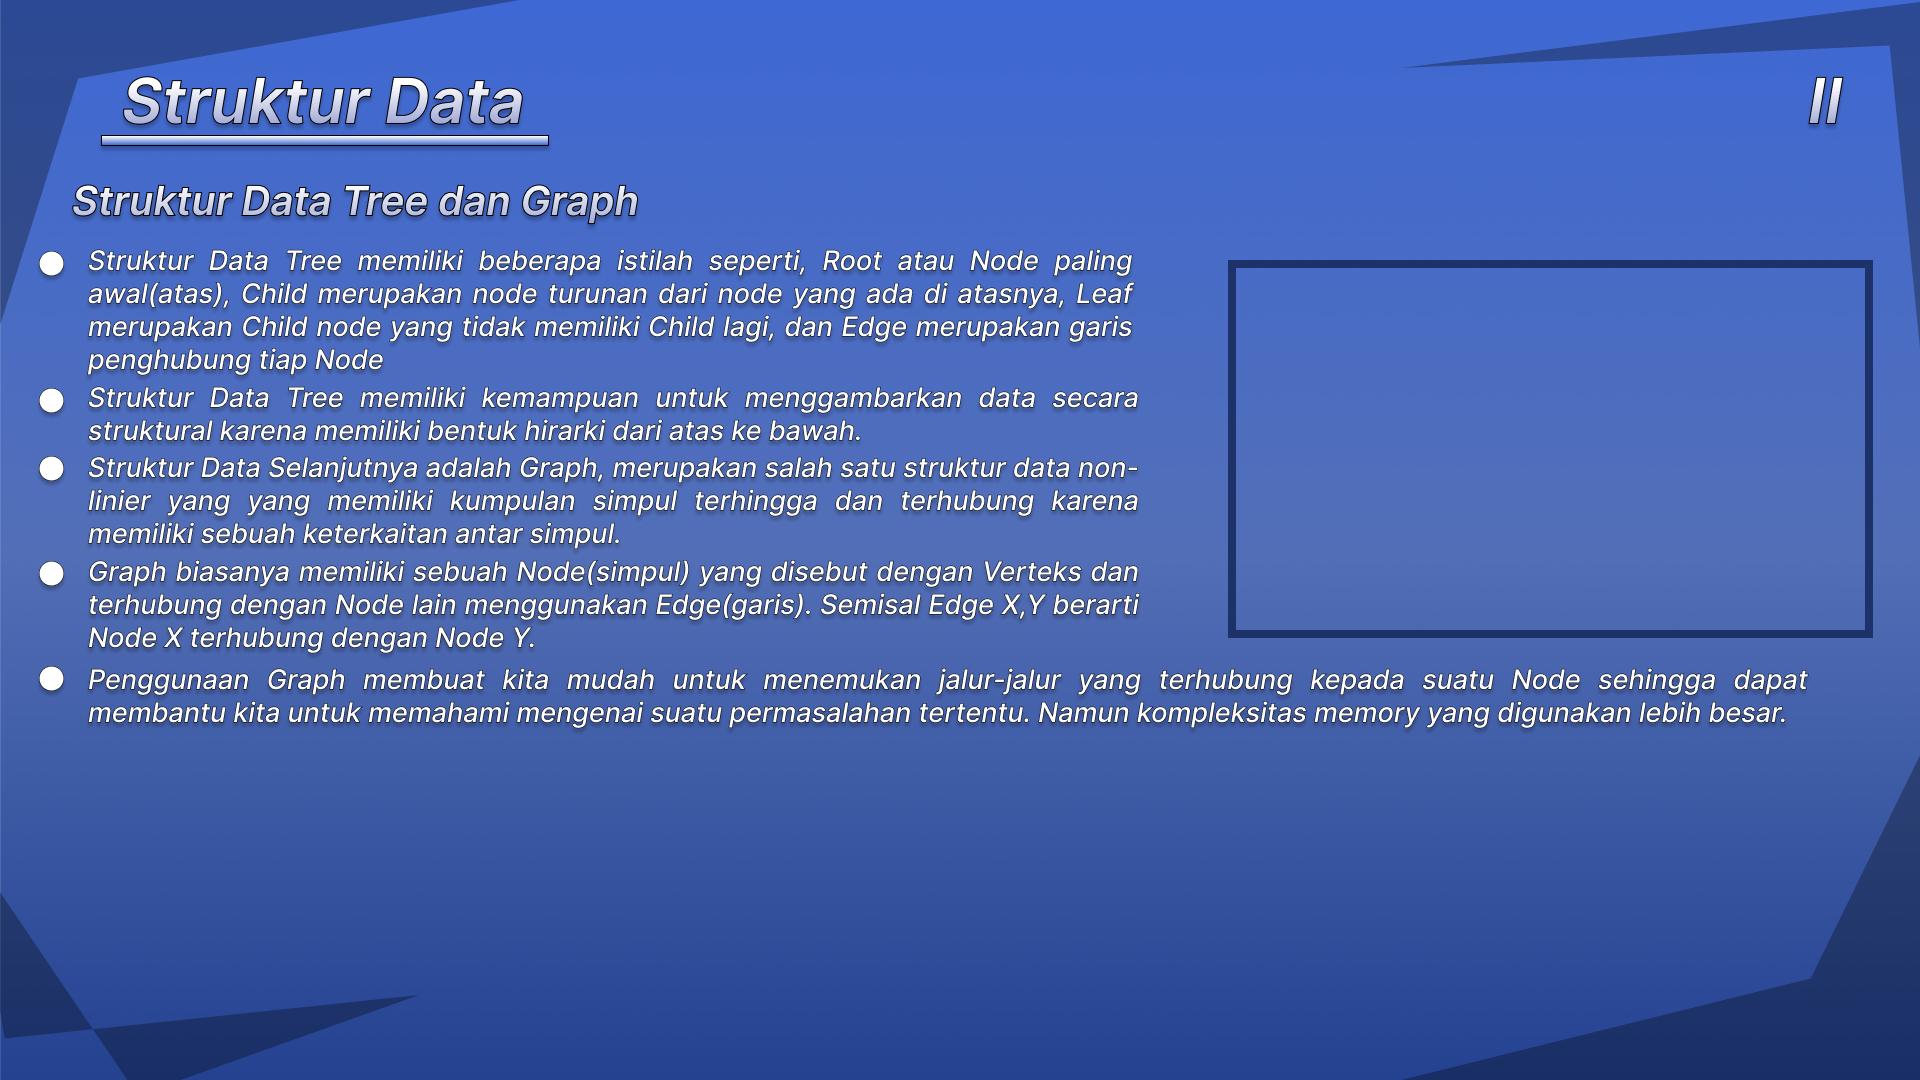 Struktur Data
II
Struktur Data Tree dan Graph
Struktur Data Tree memiliki beberapa istilah seperti, Root atau Node paling
awal(atas), Child merupakan node turunan dari node yang ada di atasnya, Leaf
merupakan Child node yang tidak memiliki Child lagi, dan Edge merupakan garis
penghubung tiap Node
Struktur Data Tree memiliki kemampuan untuk menggambarkan data secara
struktural karena memiliki bentuk hirarki dari atas ke bawah.
Struktur Data Selanjutnya adalah Graph, merupakan salah satu struktur data non-
linier yang yang memiliki kumpulan simpul terhingga dan terhubung karena
memiliki sebuah keterkaitan antar simpul.
Graph biasanya memiliki sebuah Node(simpul) yang disebut dengan Verteks dan
terhubung dengan Node lain menggunakan Edge(garis). Semisal Edge X,Y berarti
Node X terhubung dengan Node Y.
Penggunaan Graph membuat kita mudah untuk menemukan jalur-jalur yang terhubung kepada suatu Node sehingga dapat
membantu kita untuk memahami mengenai suatu permasalahan tertentu. Namun kompleksitas memory yang digunakan lebih besar.